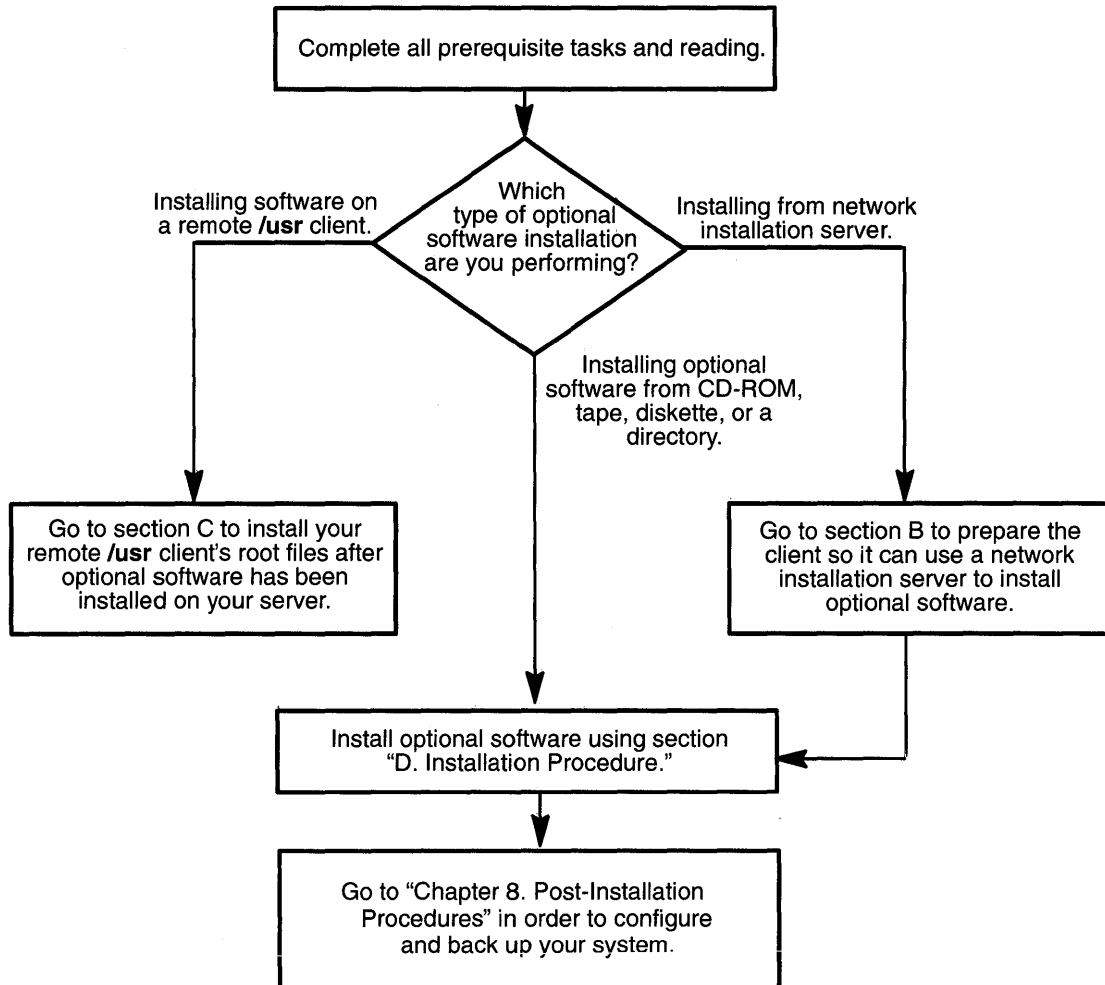 Complete all prerequisite tasks and reading.
Which
type of optional
software installation
are you performing?
Installing software on
a remote /usr client.
Installing from network
installation server.
Installing optional
software from CD-ROM,
tape, diskette, or a
directory.
Go to section C to install your
remote /usr client's root files after
optional software has been
installed on your server.
Go to section B to prepare the
client so it can use a network
installation server to install
optional software.
Install optional software using section
“D. Installation Procedure.”
Go to “Chapter 8. Post-Installation
Procedures” in order to configure
and back up your system.